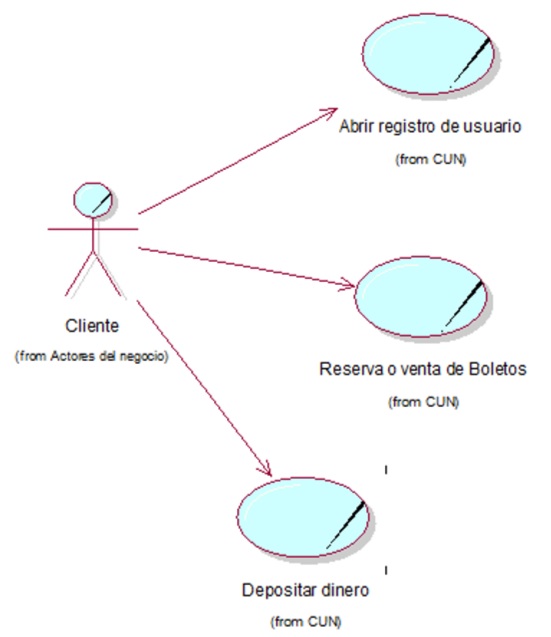 Abrir registro de usuario
(from CUN)
Cliente
(from Actores del negocio)
Reserva o venta de Boletos
(from CUN)
Depositar dinero
(from CUN)